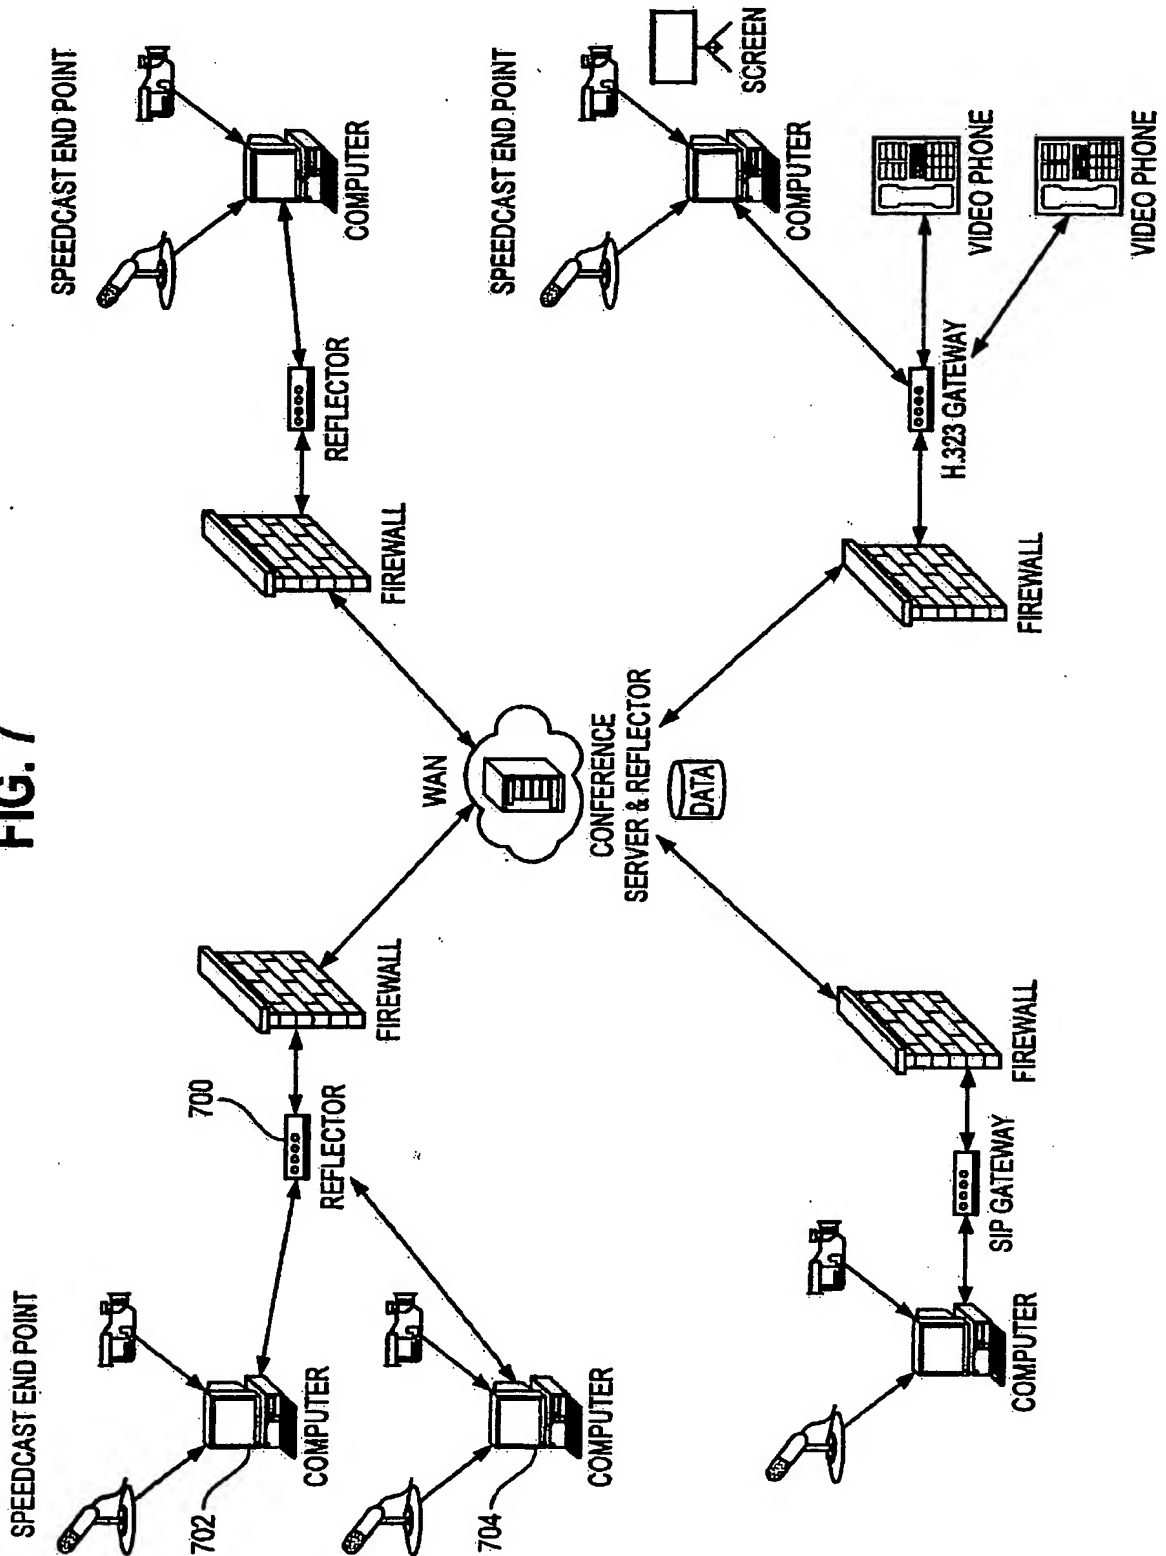 FIG. 7
SPEEDCAST END POINT
702
COMPUTER
704
COMPUTER
700
REFLECTOR
FIREWALL
WAN
CONFERENCE
SERVER & REFLECTOR
DATA
FIREWALL
REFLECTOR
SPEEDCAST END POINT
COMPUTER
COMPUTER
SIP GATEWAY
FIREWALL
FIREWALL
H.323 GATEWAY
SPEEDCAST END POINT
COMPUTER
SCREEN
VIDEO PHONE
VIDEO PHONE